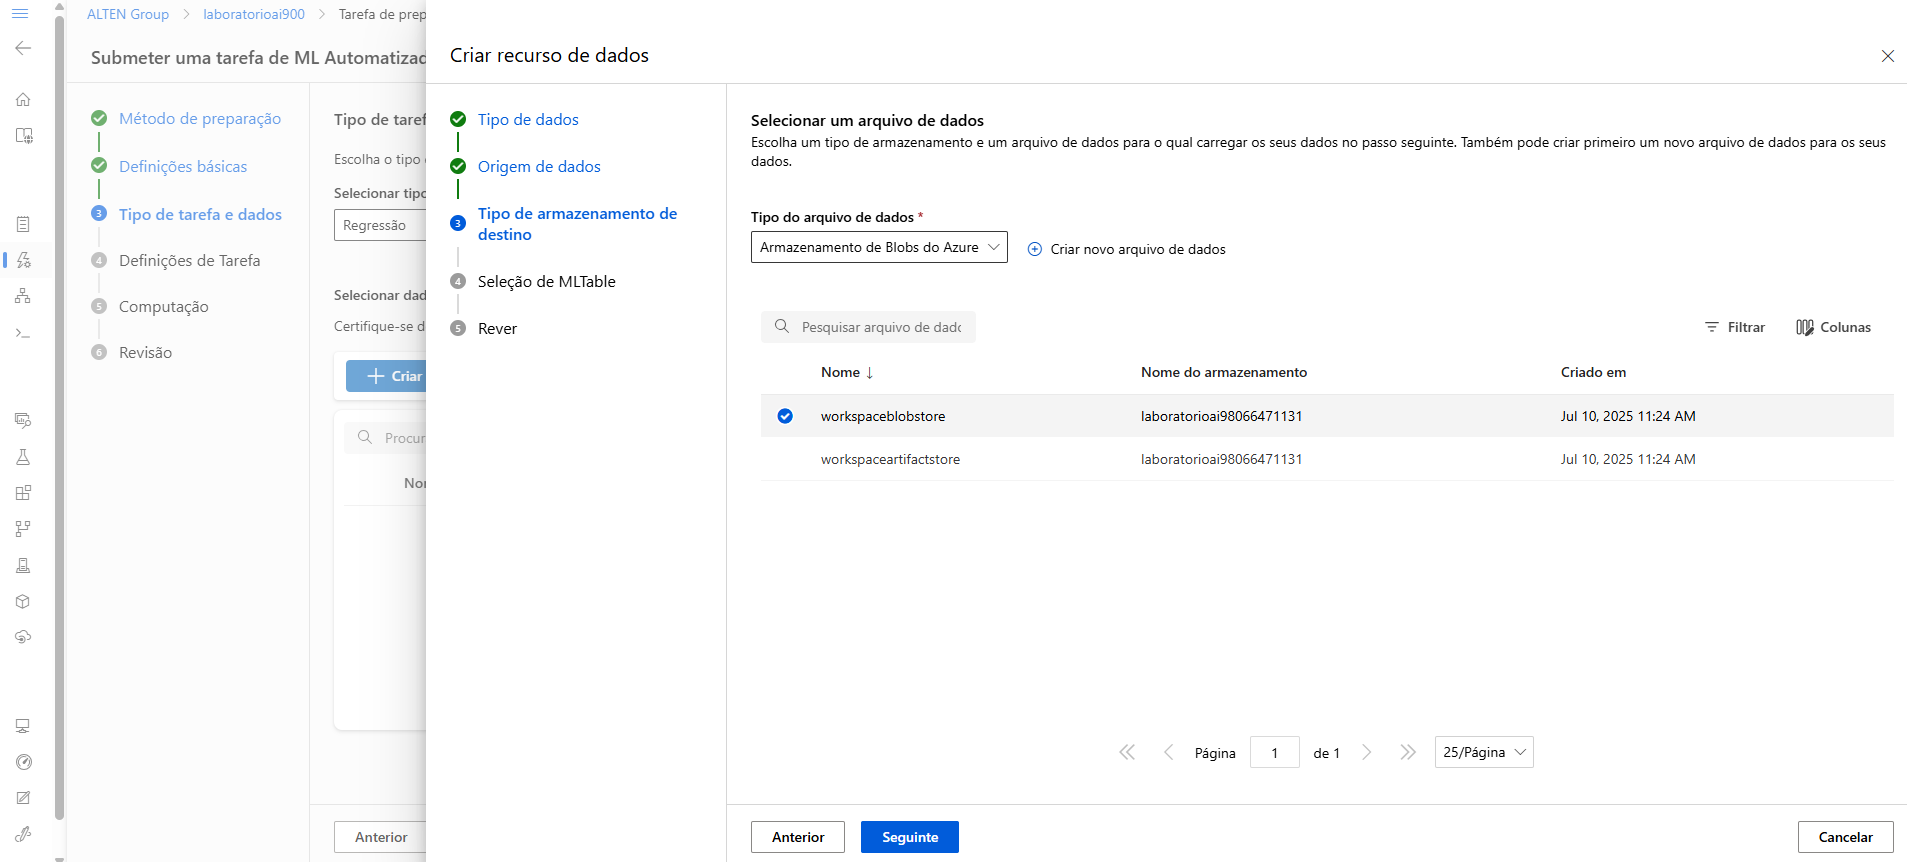 ALTEN Group > laboratorioai900 > Tarefa de prep
Submeter uma tarefa de ML Automatizad
Método de preparação
Definições básicas
3 Tipo de tarefa e dados
4 Definições de Tarefa
5 Computação
6 Revisão
Tipo de taref
Escolha o tipo
Selecionar tipo
Regressão
Selecionar dad
Certifique-se d
Criar
Procur
Nor
Anterior
Criar recurso de dados
Tipo de dados
Origem de dados
3 Tipo de armazenamento de
destino
4 Seleção de MLTable
5 Rever
Selecionar um arquivo de dados
Escolha um tipo de armazenamento e um arquivo de dados para o qual carregar os seus dados no passo seguinte. Também pode criar primeiro um novo arquivo de dados para os seus
dados.
Tipo do arquivo de dados *
Armazenamento de Blobs do Azure
Criar novo arquivo de dados
Pesquisar arquivo de dado
Filtrar
Colunas
Nome ↓ Nome do armazenamento Criado em
workspaceblobstore laboratorioai98066471131 Jul 10, 2025 11:24 AM
workspaceartifactstore laboratorioai98066471131 Jul 10, 2025 11:24 AM
Página 1 de 1 25/Página
Anterior
Seguinte
Cancelar